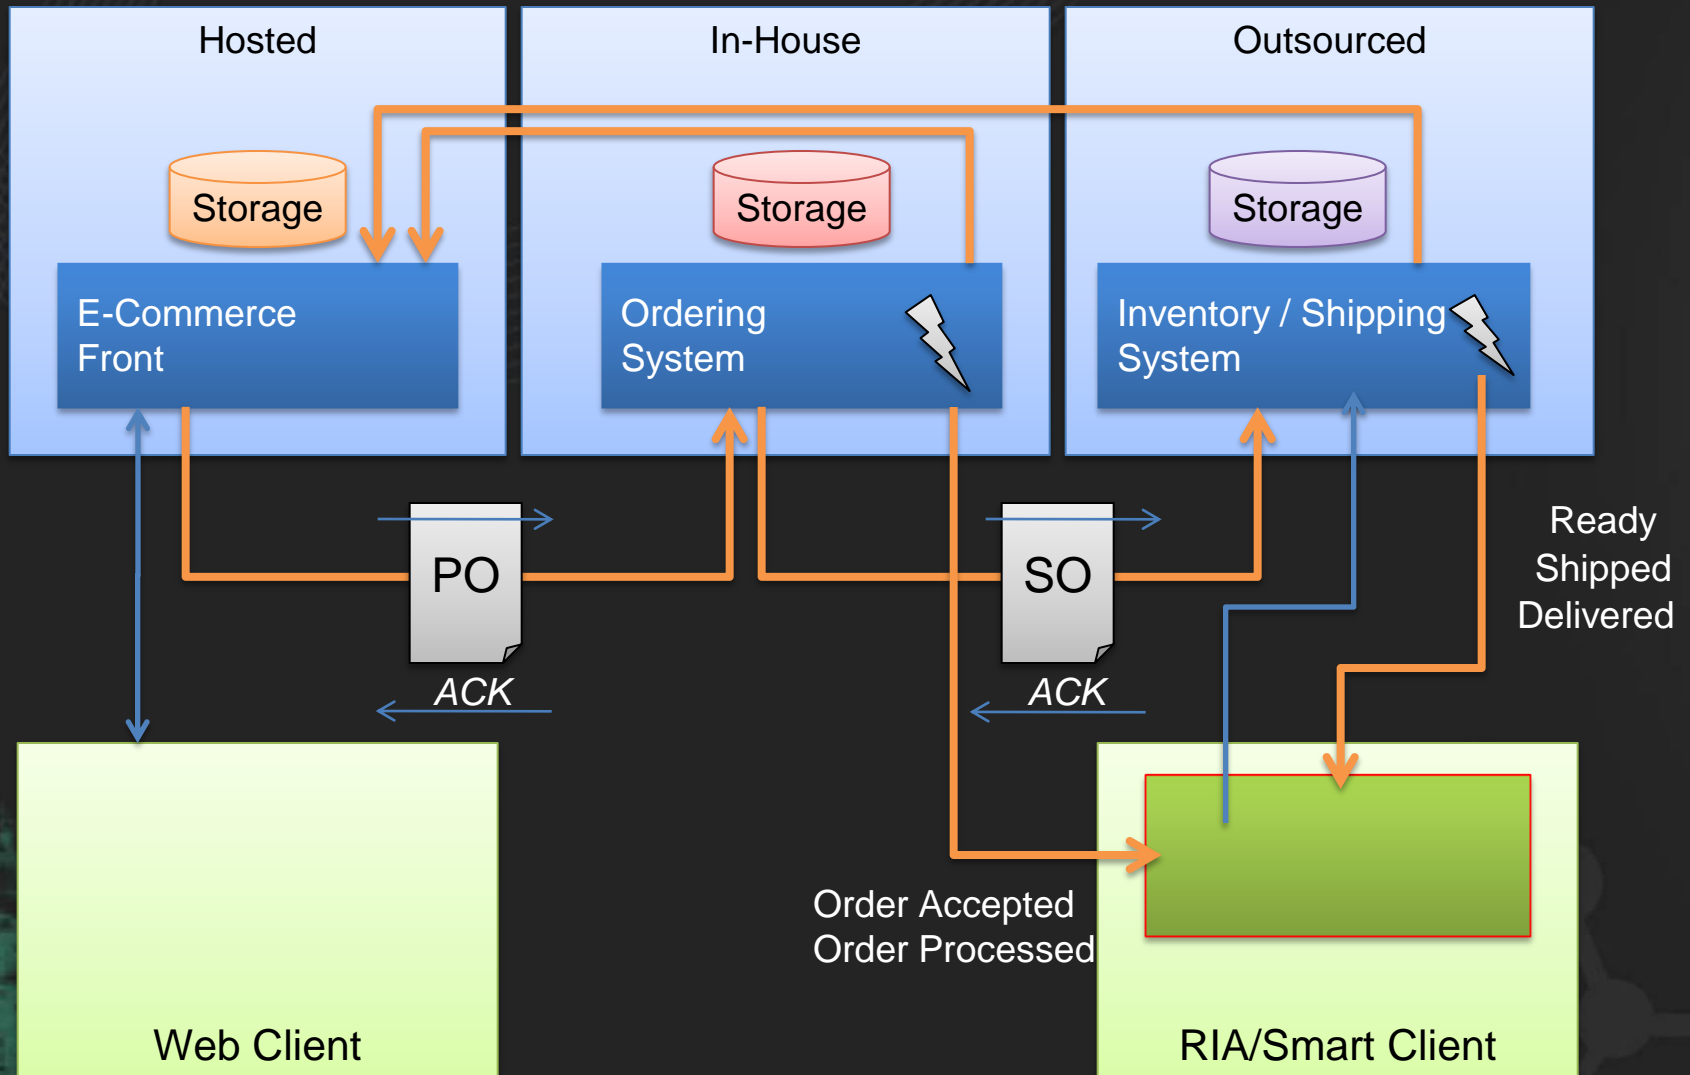 Hosted
In-House
Outsourced
Storage
Storage
Storage
E-Commerce
Front
Ordering
System
Inventory / Shipping
System
PO
SO
ACK
ACK
Ready
Shipped
Delivered
Order Accepted
Order Processed
Web Client
RIA/Smart Client